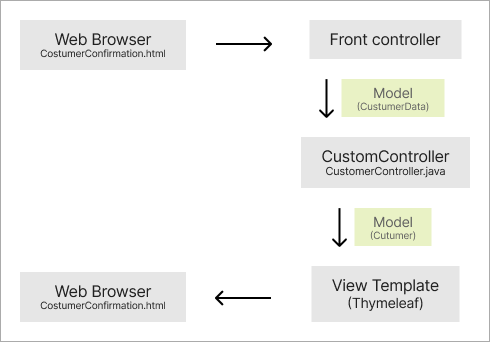 Web Browser
CostumerConfirmation.html
Front controller
Model
(CustumerData)
CustomController
CustomerController.java
Model
(Cutumer)
Web Browser
CostumerConfirmation.html
View Template
(Thymeleaf)